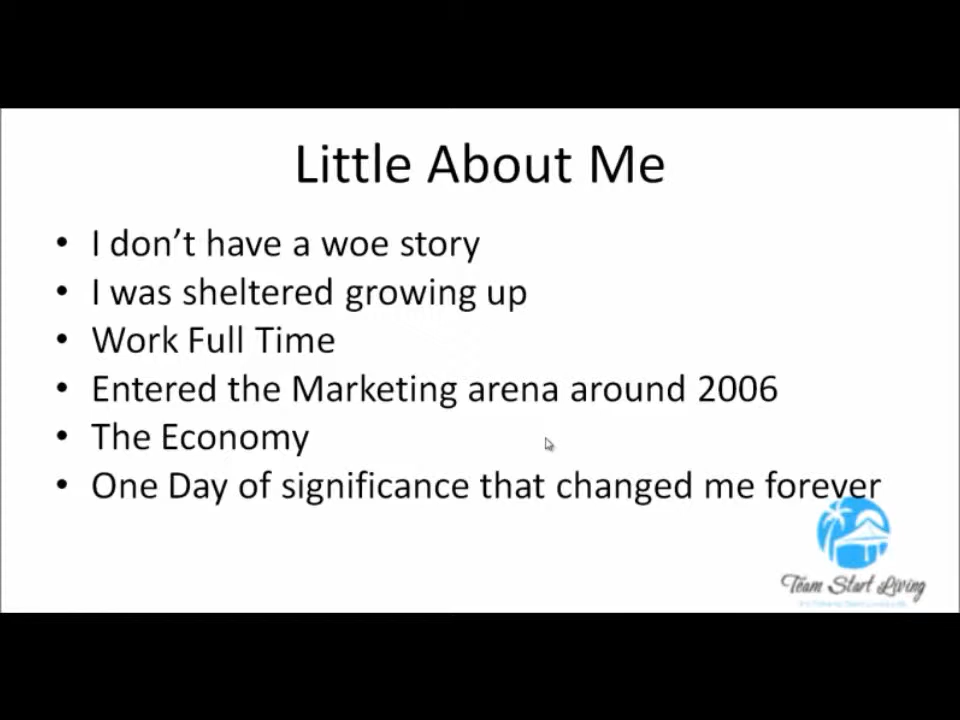 Little About Me
• I don't have a woe story
• I was sheltered growing up
• Work Full Time
• Entered the Marketing arena around 2006
• The Economy
• One Day of significance that changed me forever
Team Start Living